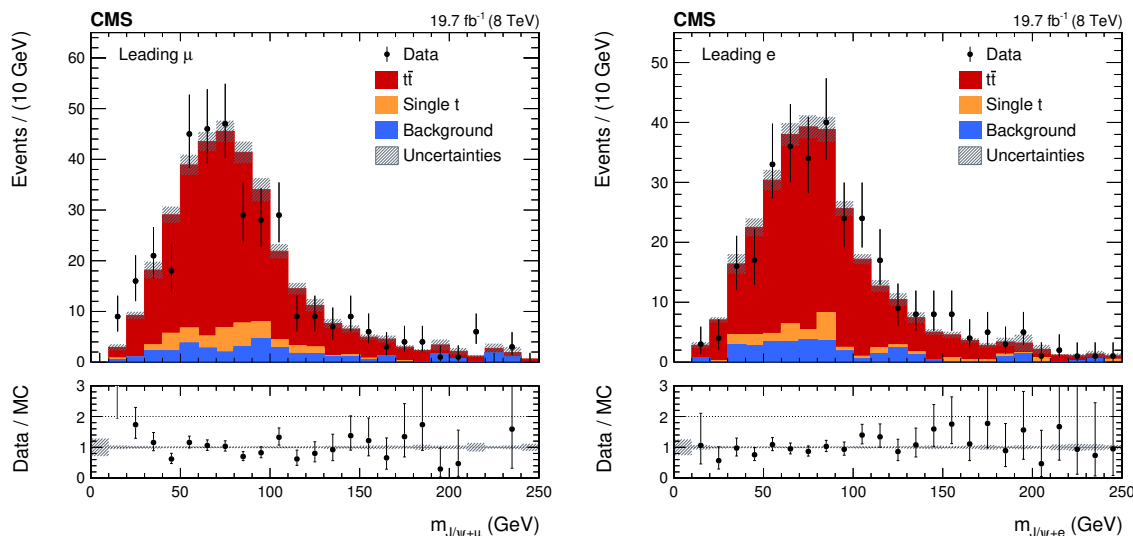 CMS 19.7 fb⁻¹ (8 TeV)
Events / (10 GeV)
Leading μ
Data
tt̄
Single t
Background
Uncertainties
60
50
40
30
20
10
0
Data / MC
3
2
1
0
0 50 100 150 200 250
m_J/ψ+μ (GeV)
CMS 19.7 fb⁻¹ (8 TeV)
Events / (10 GeV)
Leading e
Data
tt̄
Single t
Background
Uncertainties
50
40
30
20
10
0
Data / MC
3
2
1
0
0 50 100 150 200 250
m_J/ψ+e (GeV)